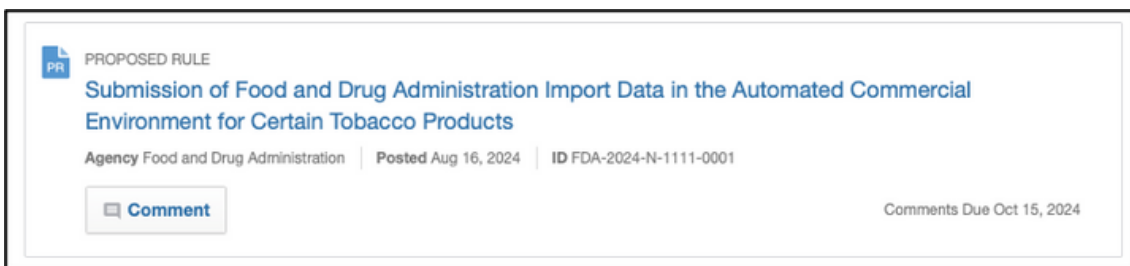 PR
PROPOSED RULE
Submission of Food and Drug Administration Import Data in the Automated Commercial
Environment for Certain Tobacco Products
Agency Food and Drug Administration Posted Aug 16, 2024 ID FDA-2024-N-1111-0001
Comment
Comments Due Oct 15, 2024